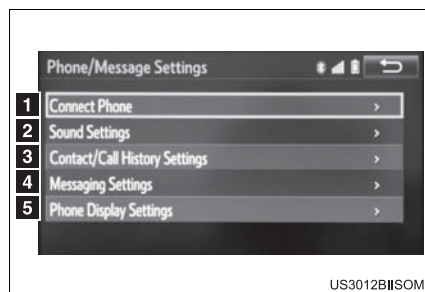 Phone/Message Settings
1 Connect Phone
2 Sound Settings
3 Contact/Call History Settings
4 Messaging Settings
5 Phone Display Settings
US3012BⅡSOM